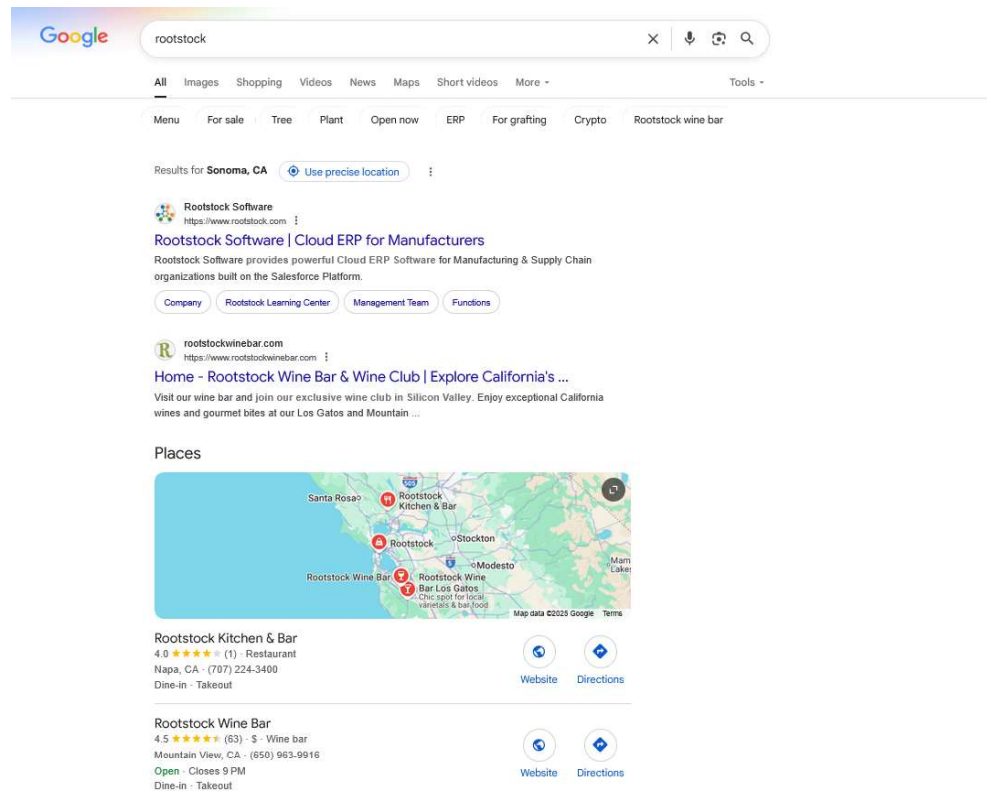 Google
rootstock
All Images Shopping Videos News Maps Short videos More Tools
Menu For sale Tree Plant Open now ERP For grafting Crypto Rootstock wine bar
Results for Sonoma, CA Use precise location
Rootstock Software
https://www.rootstock.com
Rootstock Software | Cloud ERP for Manufacturers
Rootstock Software provides powerful Cloud ERP Software for Manufacturing & Supply Chain
organizations built on the Salesforce Platform.
Company Rootstock Learning Center Management Team Functions
R
rootstockwinebar.com
https://www.rootstockwinebar.com
Home - Rootstock Wine Bar & Wine Club | Explore California's ...
Visit our wine bar and join our exclusive wine club in Silicon Valley. Enjoy exceptional California
wines and gourmet bites at our Los Gatos and Mountain ...
Places
505
Santa Rosa
Rootstock
Kitchen & Bar
Rootstock
Stockton
5
Modesto
Mam
Lakes
Rootstock Wine Bar
Rootstock Wine
Bar Los Gatos
Chic spot for local
varietals & bar food
Map data ©2025 Google Terms
Rootstock Kitchen & Bar
4.0 ★★★★★ (1) · Restaurant
Napa, CA · (707) 224-3400
Dine-in · Takeout
Website Directions
Rootstock Wine Bar
4.5 ★★★★★ (63) · $ · Wine bar
Mountain View, CA · (650) 963-9916
Open · Closes 9 PM
Dine-in · Takeout
Website Directions